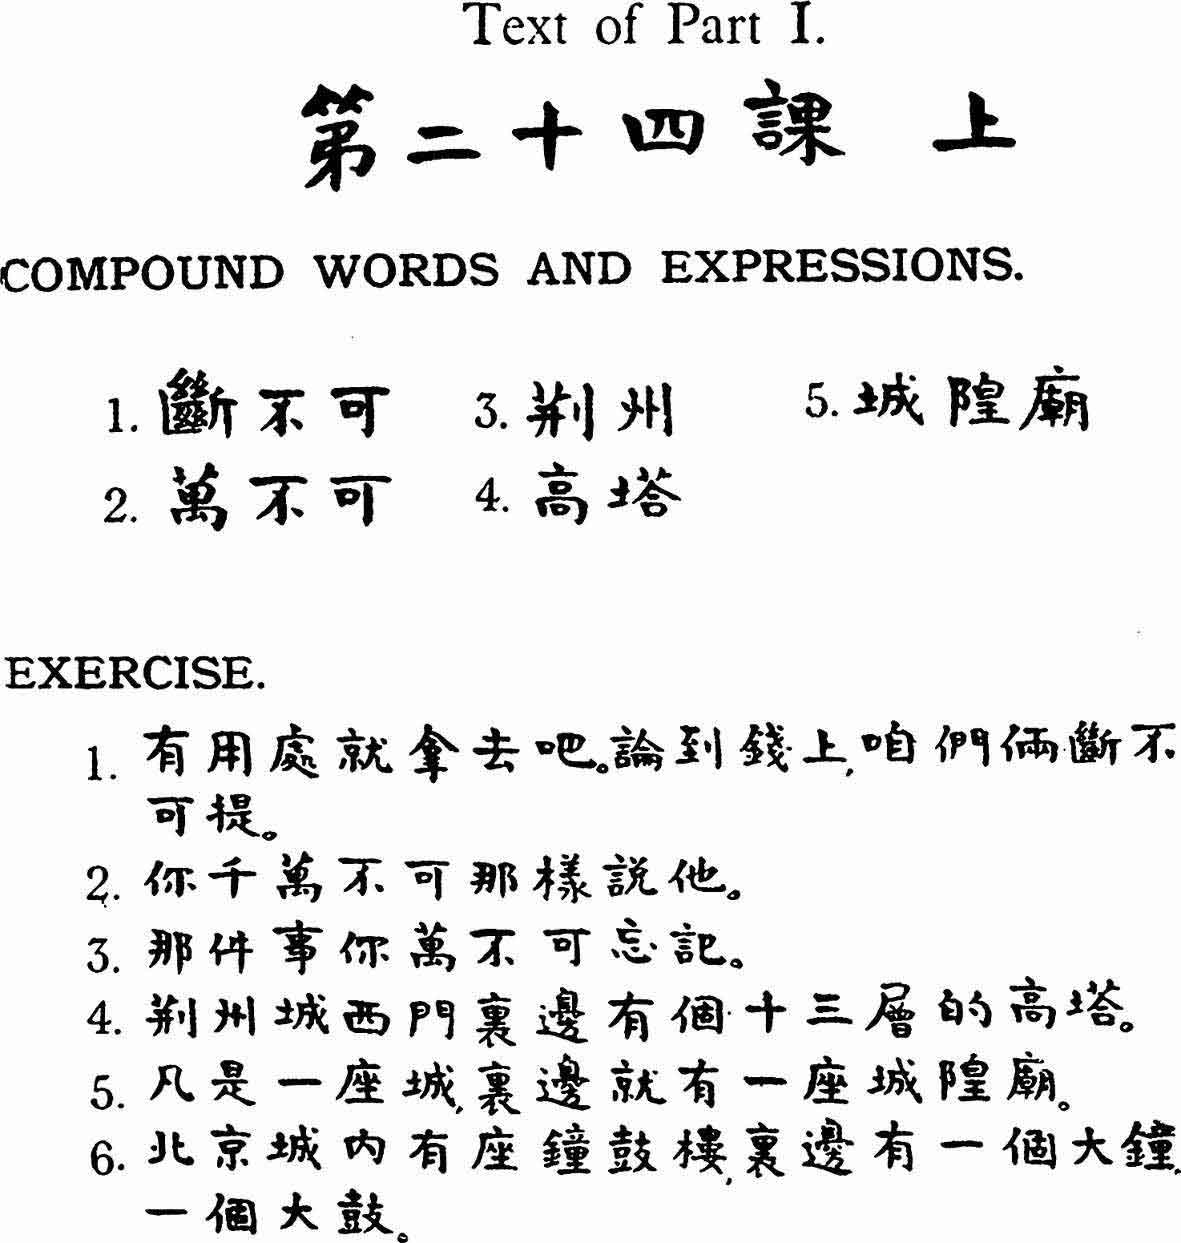 Text of Part I.
第二十四課 上
COMPOUND WORDS AND EXPRESSIONS.
1. 斷不可 3. 荆州 5. 城隍廟
2. 萬不可 4. 高塔
EXERCISE.
1. 有用處就拿去吧。論到錢上,咱們倆斷不
可提。
2. 你千萬不可那樣説他。
3. 那件事你萬不可忘記。
4. 荆州城西門裏邊有個十三層的高塔。
5. 凡是一座城,裏邊就有一座城隍廟。
6. 北京城内有座鐘鼓樓,裏邊有一個大鐘,
一個大鼓。